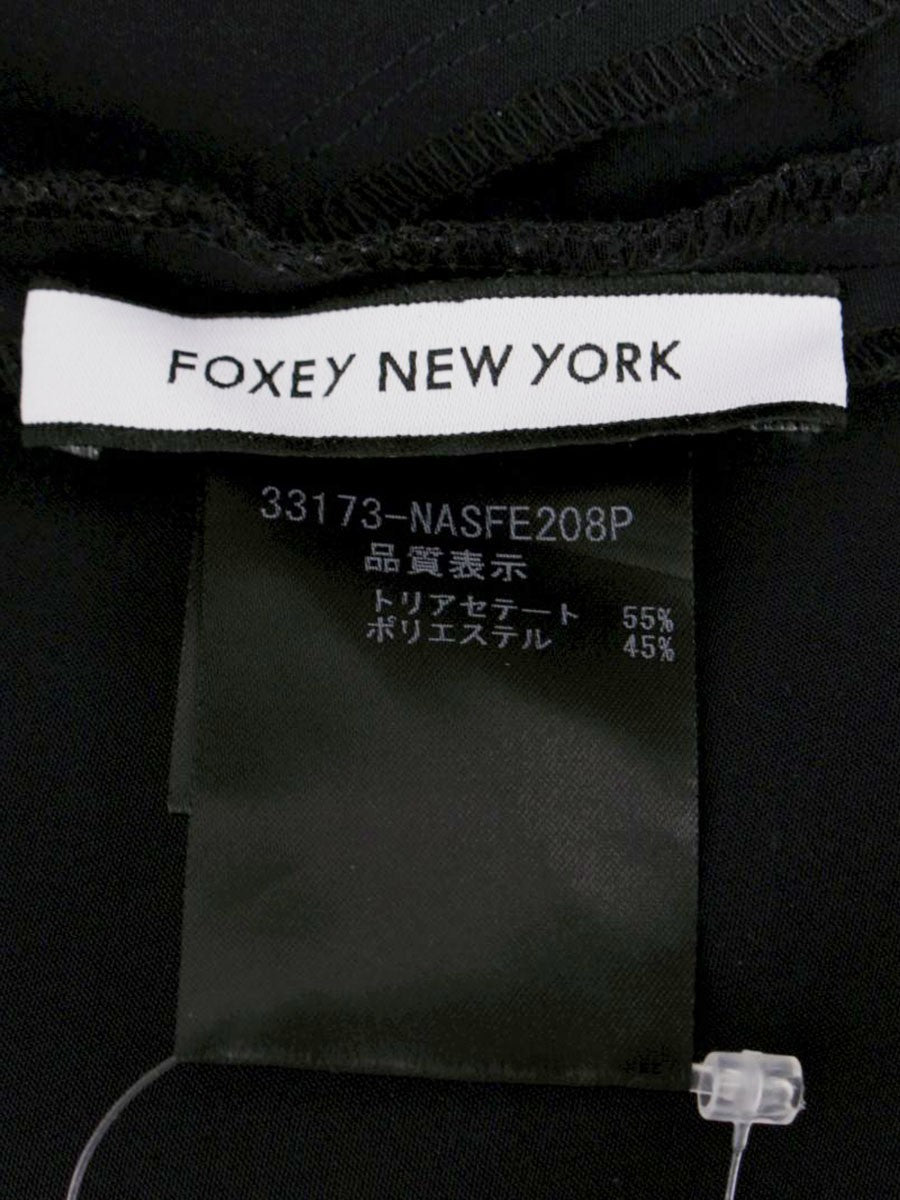 FOXEY NEW YORK
33173-NASFE208P
品質表示
トリアセテート 55%
ポリエステル 45%